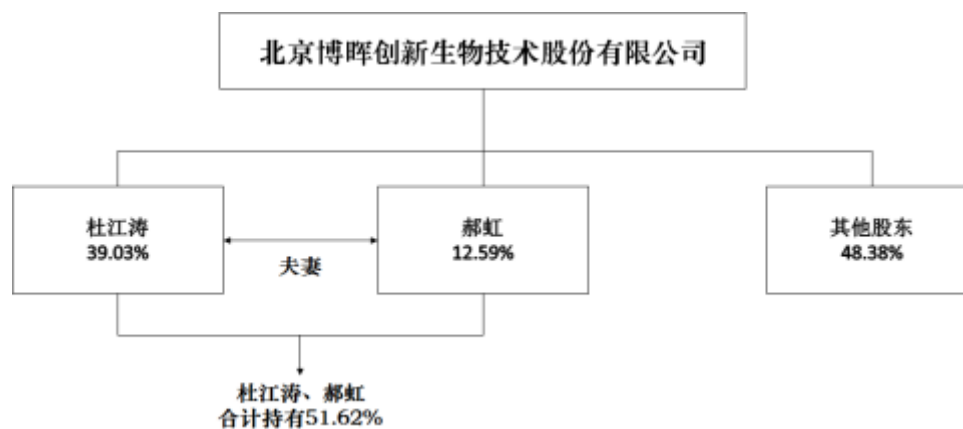 北京博晖创新生物技术股份有限公司
杜江涛
39.03%
夫妻
郝虹
12.59%
其他股东
48.38%
杜江涛、郝虹
合计持有51.62%